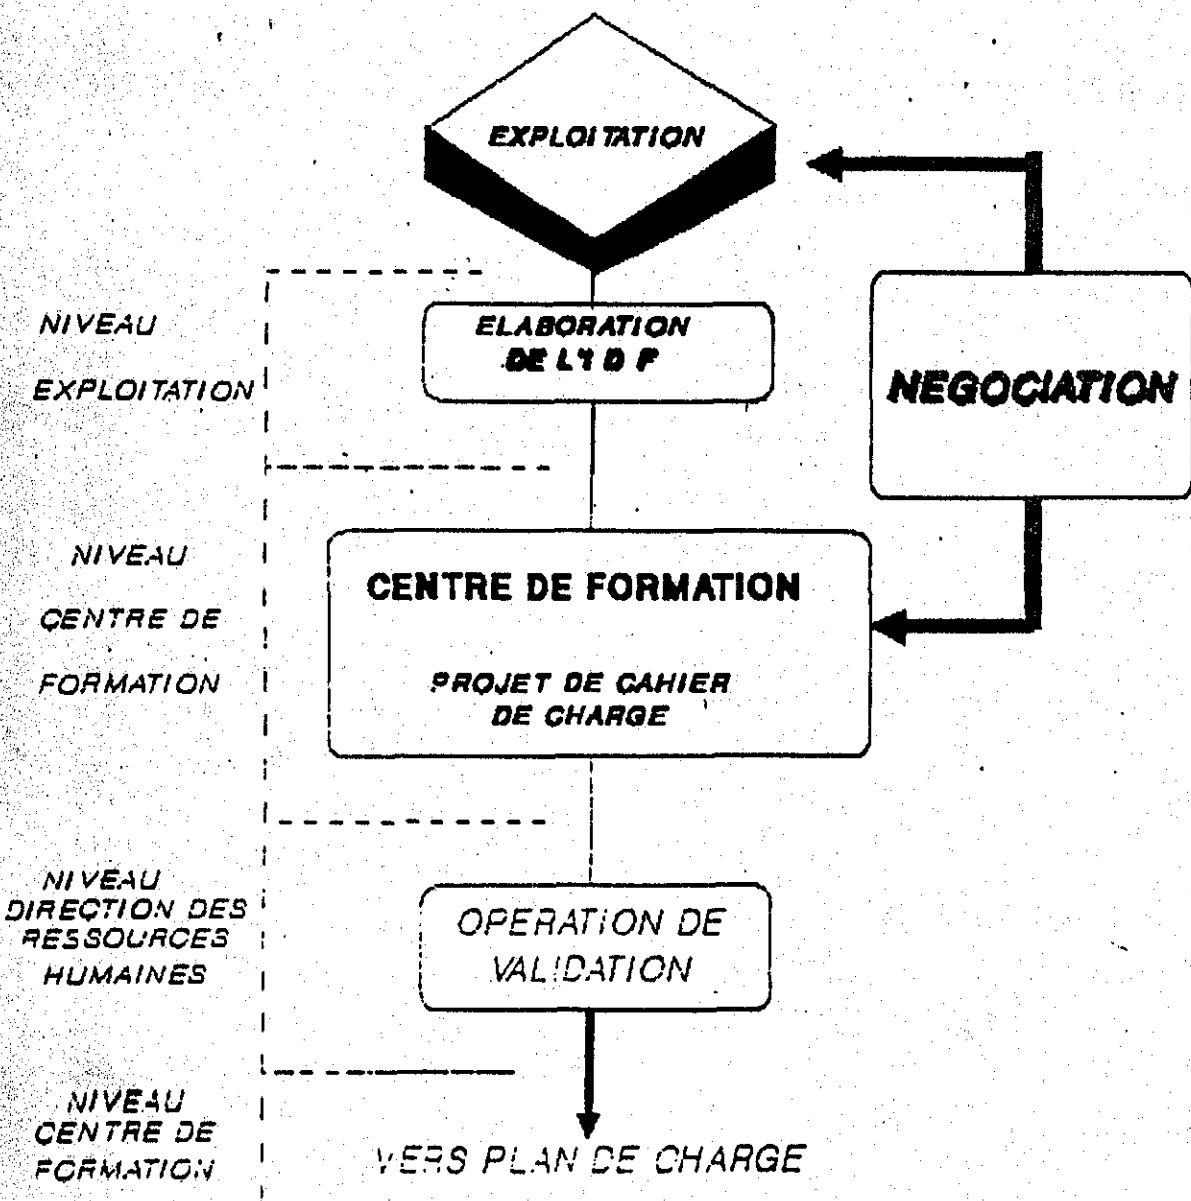 EXPLOITATION
NIVEAU
EXPLOITATION
ELABORATION
DE L'I D F
NEGOCIATION
NIVEAU
CENTRE DE
FORMATION
CENTRE DE FORMATION
PROJET DE CAHIER
DE CHARGE
NIVEAU
DIRECTION DES
RESSOURCES
HUMAINES
OPERATION DE
VALIDATION
NIVEAU
CENTRE DE
FORMATION
VERS PLAN DE CHARGE